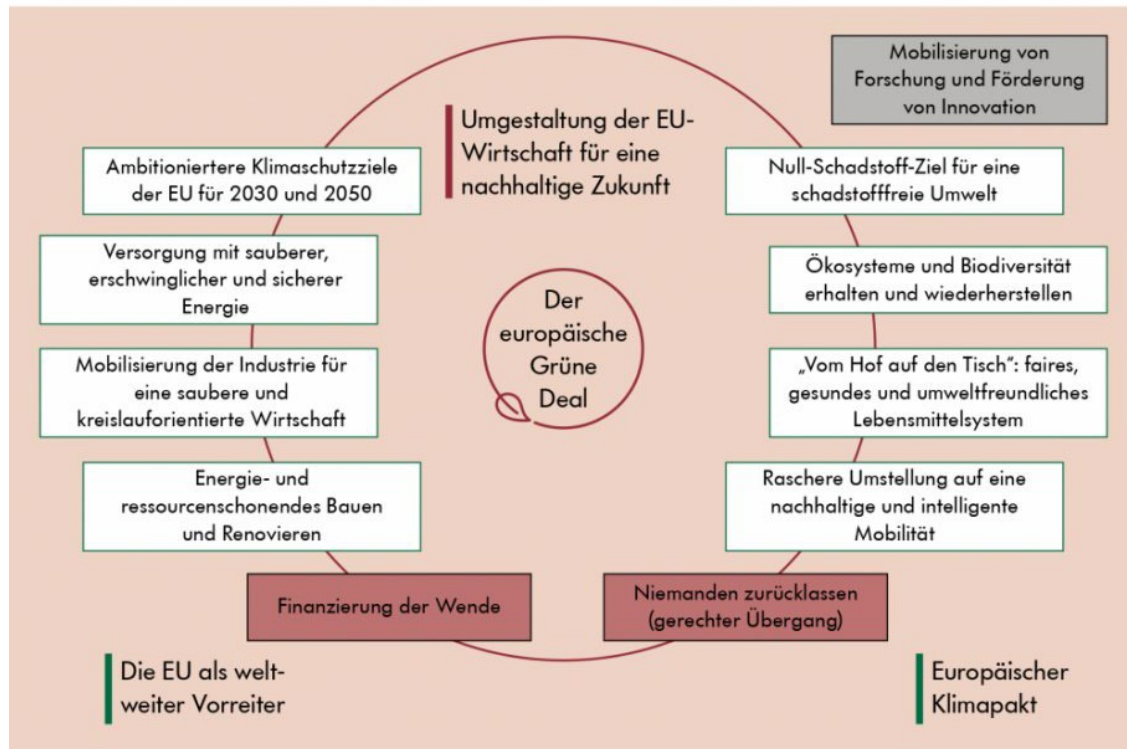 Mobilisierung von
Forschung und Förderung
von Innovation
Umgestaltung der EU-
Wirtschaft für eine
nachhaltige Zukunft
Ambitioniertere Klimaschutzziele
der EU für 2030 und 2050
Versorgung mit sauberer,
erschwinglicher und sicherer
Energie
Mobilisierung der Industrie für
eine saubere und
kreislauforientierte Wirtschaft
Energie- und
ressourcenschonendes Bauen
und Renovieren
Der
europäische
Grüne
Deal
Null-Schadstoff-Ziel für eine
schadstofffreie Umwelt
Ökosysteme und Biodiversität
erhalten und wiederherstellen
„Vom Hof auf den Tisch“: faires,
gesundes und umweltfreundliches
Lebensmittelsystem
Raschere Umstellung auf eine
nachhaltige und intelligente
Mobilität
Finanzierung der Wende
Niemanden zurücklassen
(gerechter Übergang)
Die EU als welt-
weiter Vorreiter
Europäischer
Klimapakt